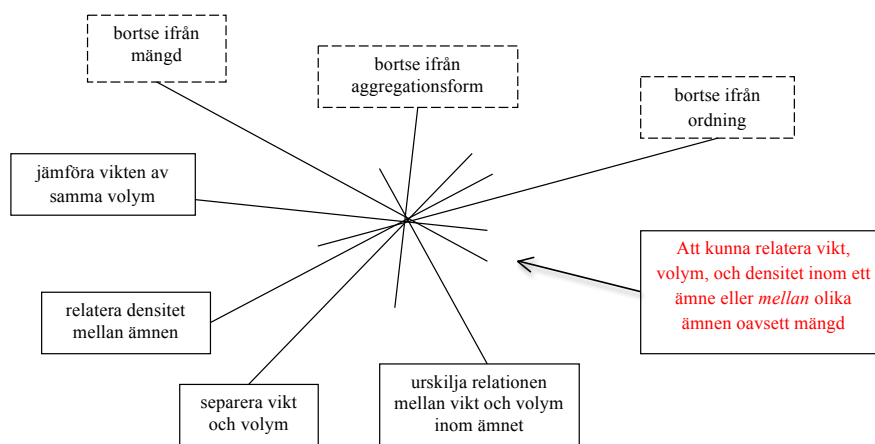 bortse ifrån
mängd
bortse ifrån
aggregationsform
bortse ifrån
ordning
jämföra vikten av
samma volym
Att kunna relatera vikt,
volym, och densitet inom ett
ämne eller mellan olika
ämnen oavsett mängd
relatera densitet
mellan ämnen
separera vikt
och volym
urskilja relationen
mellan vikt och volym
inom ämnet